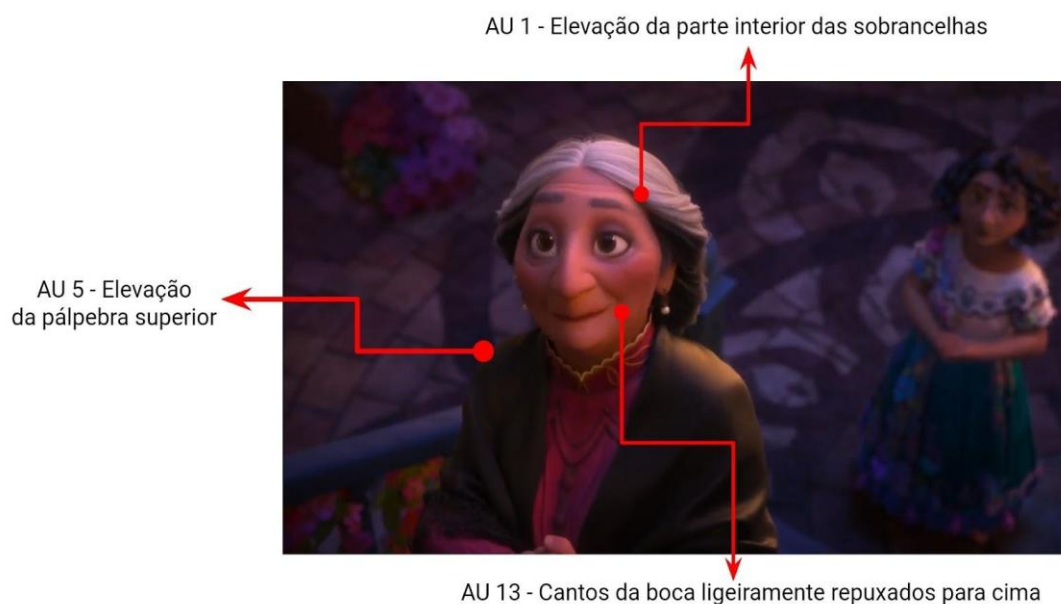 AU 1 - Elevação da parte interior das sobrancelhas
AU 5 - Elevação
da pálpebra superior
AU 13 - Cantos da boca ligeiramente repuxados para cima